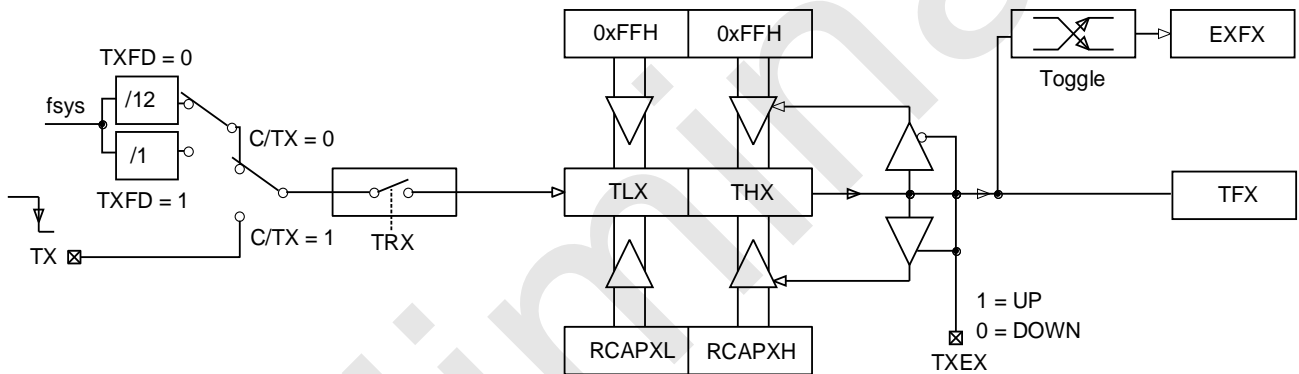 0xFFH 0xFFH
EXFX
TXFD = 0
Toggle
fsys
/12
C/TX = 0
/1
TXFD = 1
TLX THX
TFX
C/TX = 1
TRX
TX
1 = UP
0 = DOWN
RCAPXL RCAPXH
TXEX